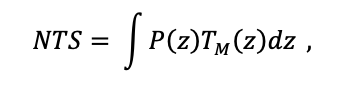 NTS = ∫ P(z)T_M(z)dz ,